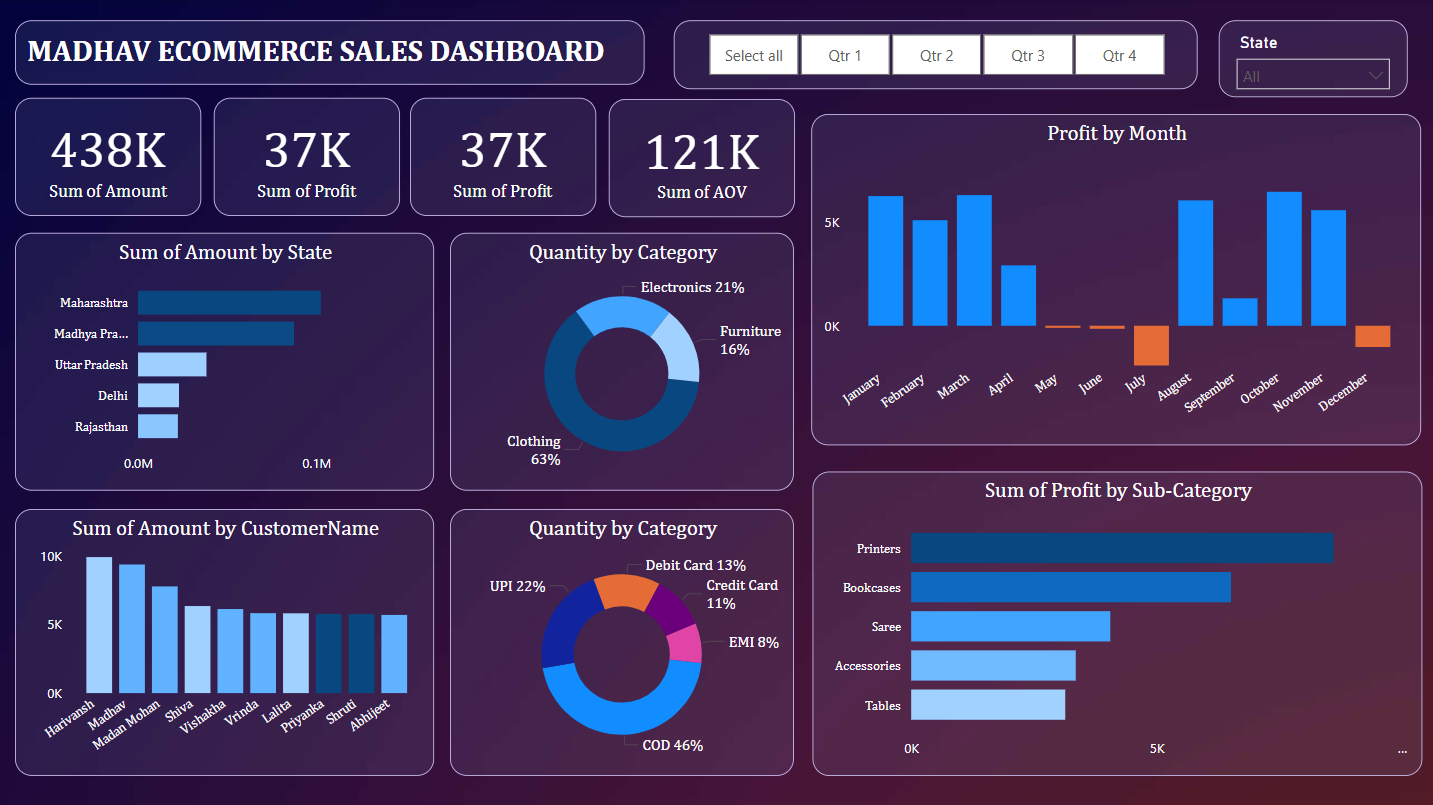 MADHAV ECOMMERCE SALES DASHBOARD
Select all
Qtr 1
Qtr 2
Qtr 3
Qtr 4
State
All
438K
Sum of Amount
37K
Sum of Profit
37K
Sum of Profit
121K
Sum of AOV
Profit by Month
5K
0K
January
February
March
April
May
June
July
August
September
October
November
December
Sum of Amount by State
Maharashtra
Madhya Pra...
Uttar Pradesh
Delhi
Rajasthan
0.0M
0.1M
Quantity by Category
Electronics 21%
Furniture
16%
Clothing
63%
Sum of Amount by CustomerName
10K
5K
0K
Harivansh
Madhav
Madan Mohan
Shiva
Vishakha
Vrinda
Lalita
Priyanka
Shruti
Abhijeet
Quantity by Category
Debit Card 13%
UPI 22%
Credit Card
11%
EMI 8%
COD 46%
Sum of Profit by Sub-Category
Printers
Bookcases
Saree
Accessories
Tables
0K
5K
...